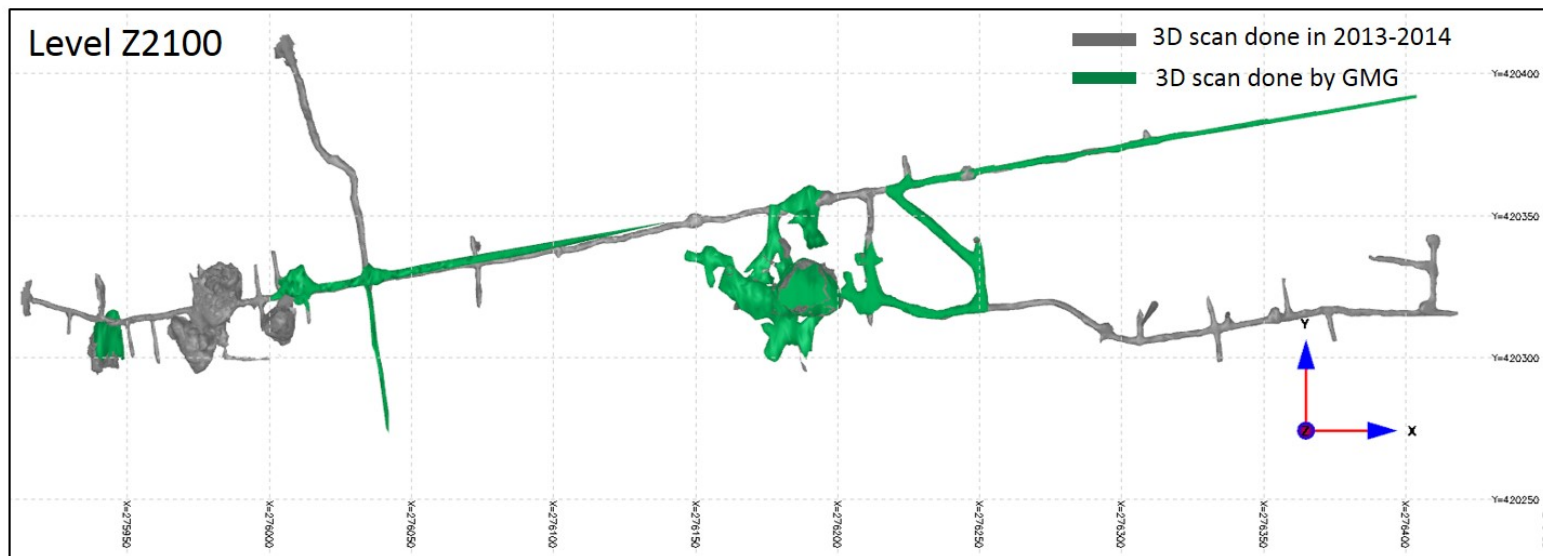 Level Z2100
3D scan done in 2013-2014
3D scan done by GMG
Y=420400
Y=420350
Y=420300
Y
Z
X
Y=420250
X=275950
X=276000
X=276050
X=276100
X=276150
X=276200
X=276250
X=276300
X=276350
X=276400